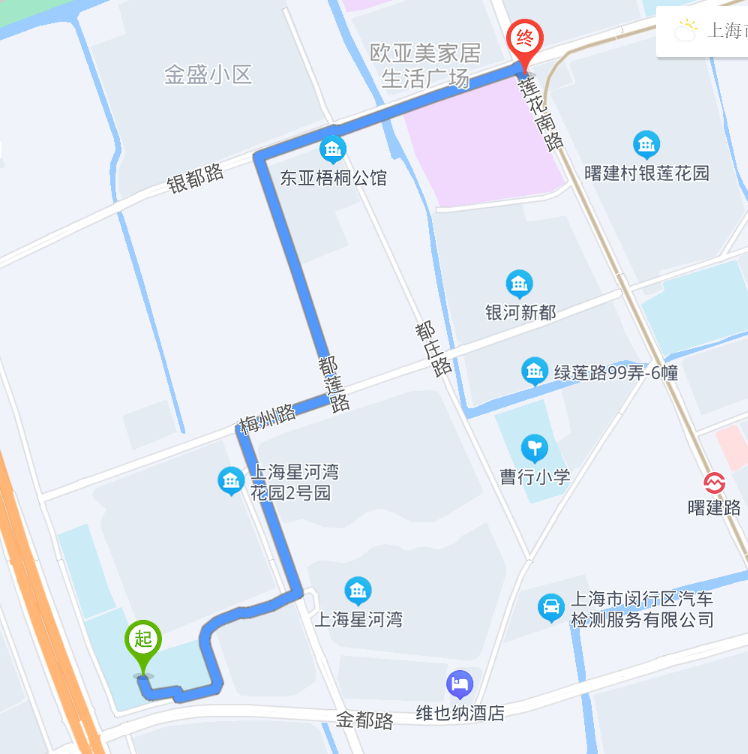 终
上海市
欧亚美家居
生活广场
金盛小区
莲花南路
曙建村银莲花园
银都路
东亚梧桐公馆
银河新都
都庄路
都莲路
绿莲路99弄-6幢
梅州路
上海星河湾
花园2号园
曹行小学
曙建路
上海星河湾
上海市闵行区汽车
检测服务有限公司
起
维也纳酒店
金都路